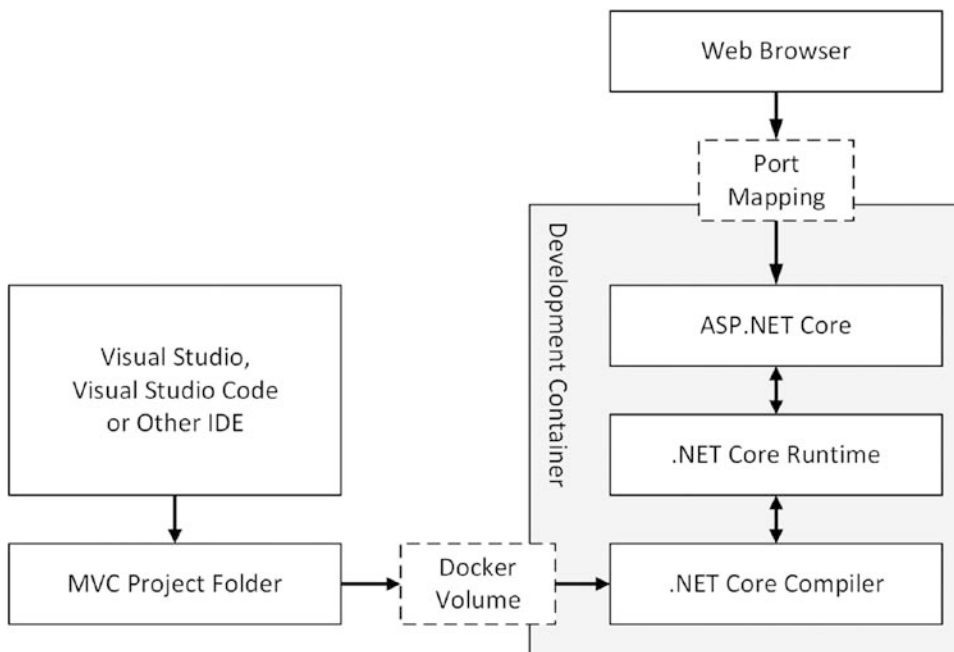 Web Browser
Port
Mapping
Development Container
ASP.NET Core
Visual Studio,
Visual Studio Code
or Other IDE
.NET Core Runtime
MVC Project Folder
Docker
Volume
.NET Core Compiler